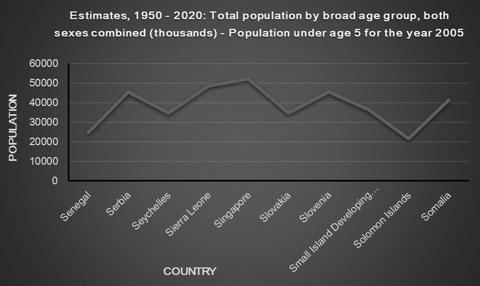 Estimates, 1950 - 2020: Total population by broad age group, both
sexes combined (thousands) - Population under age 5 for the year 2005
60000
50000
40000
30000
20000
10000
0
POPULATION
Senegal
Serbia
Seychelles
Sierra Leone
Singapore
Slovakia
Slovenia
Small Island Developing...
Solomon Islands
Somalia
COUNTRY